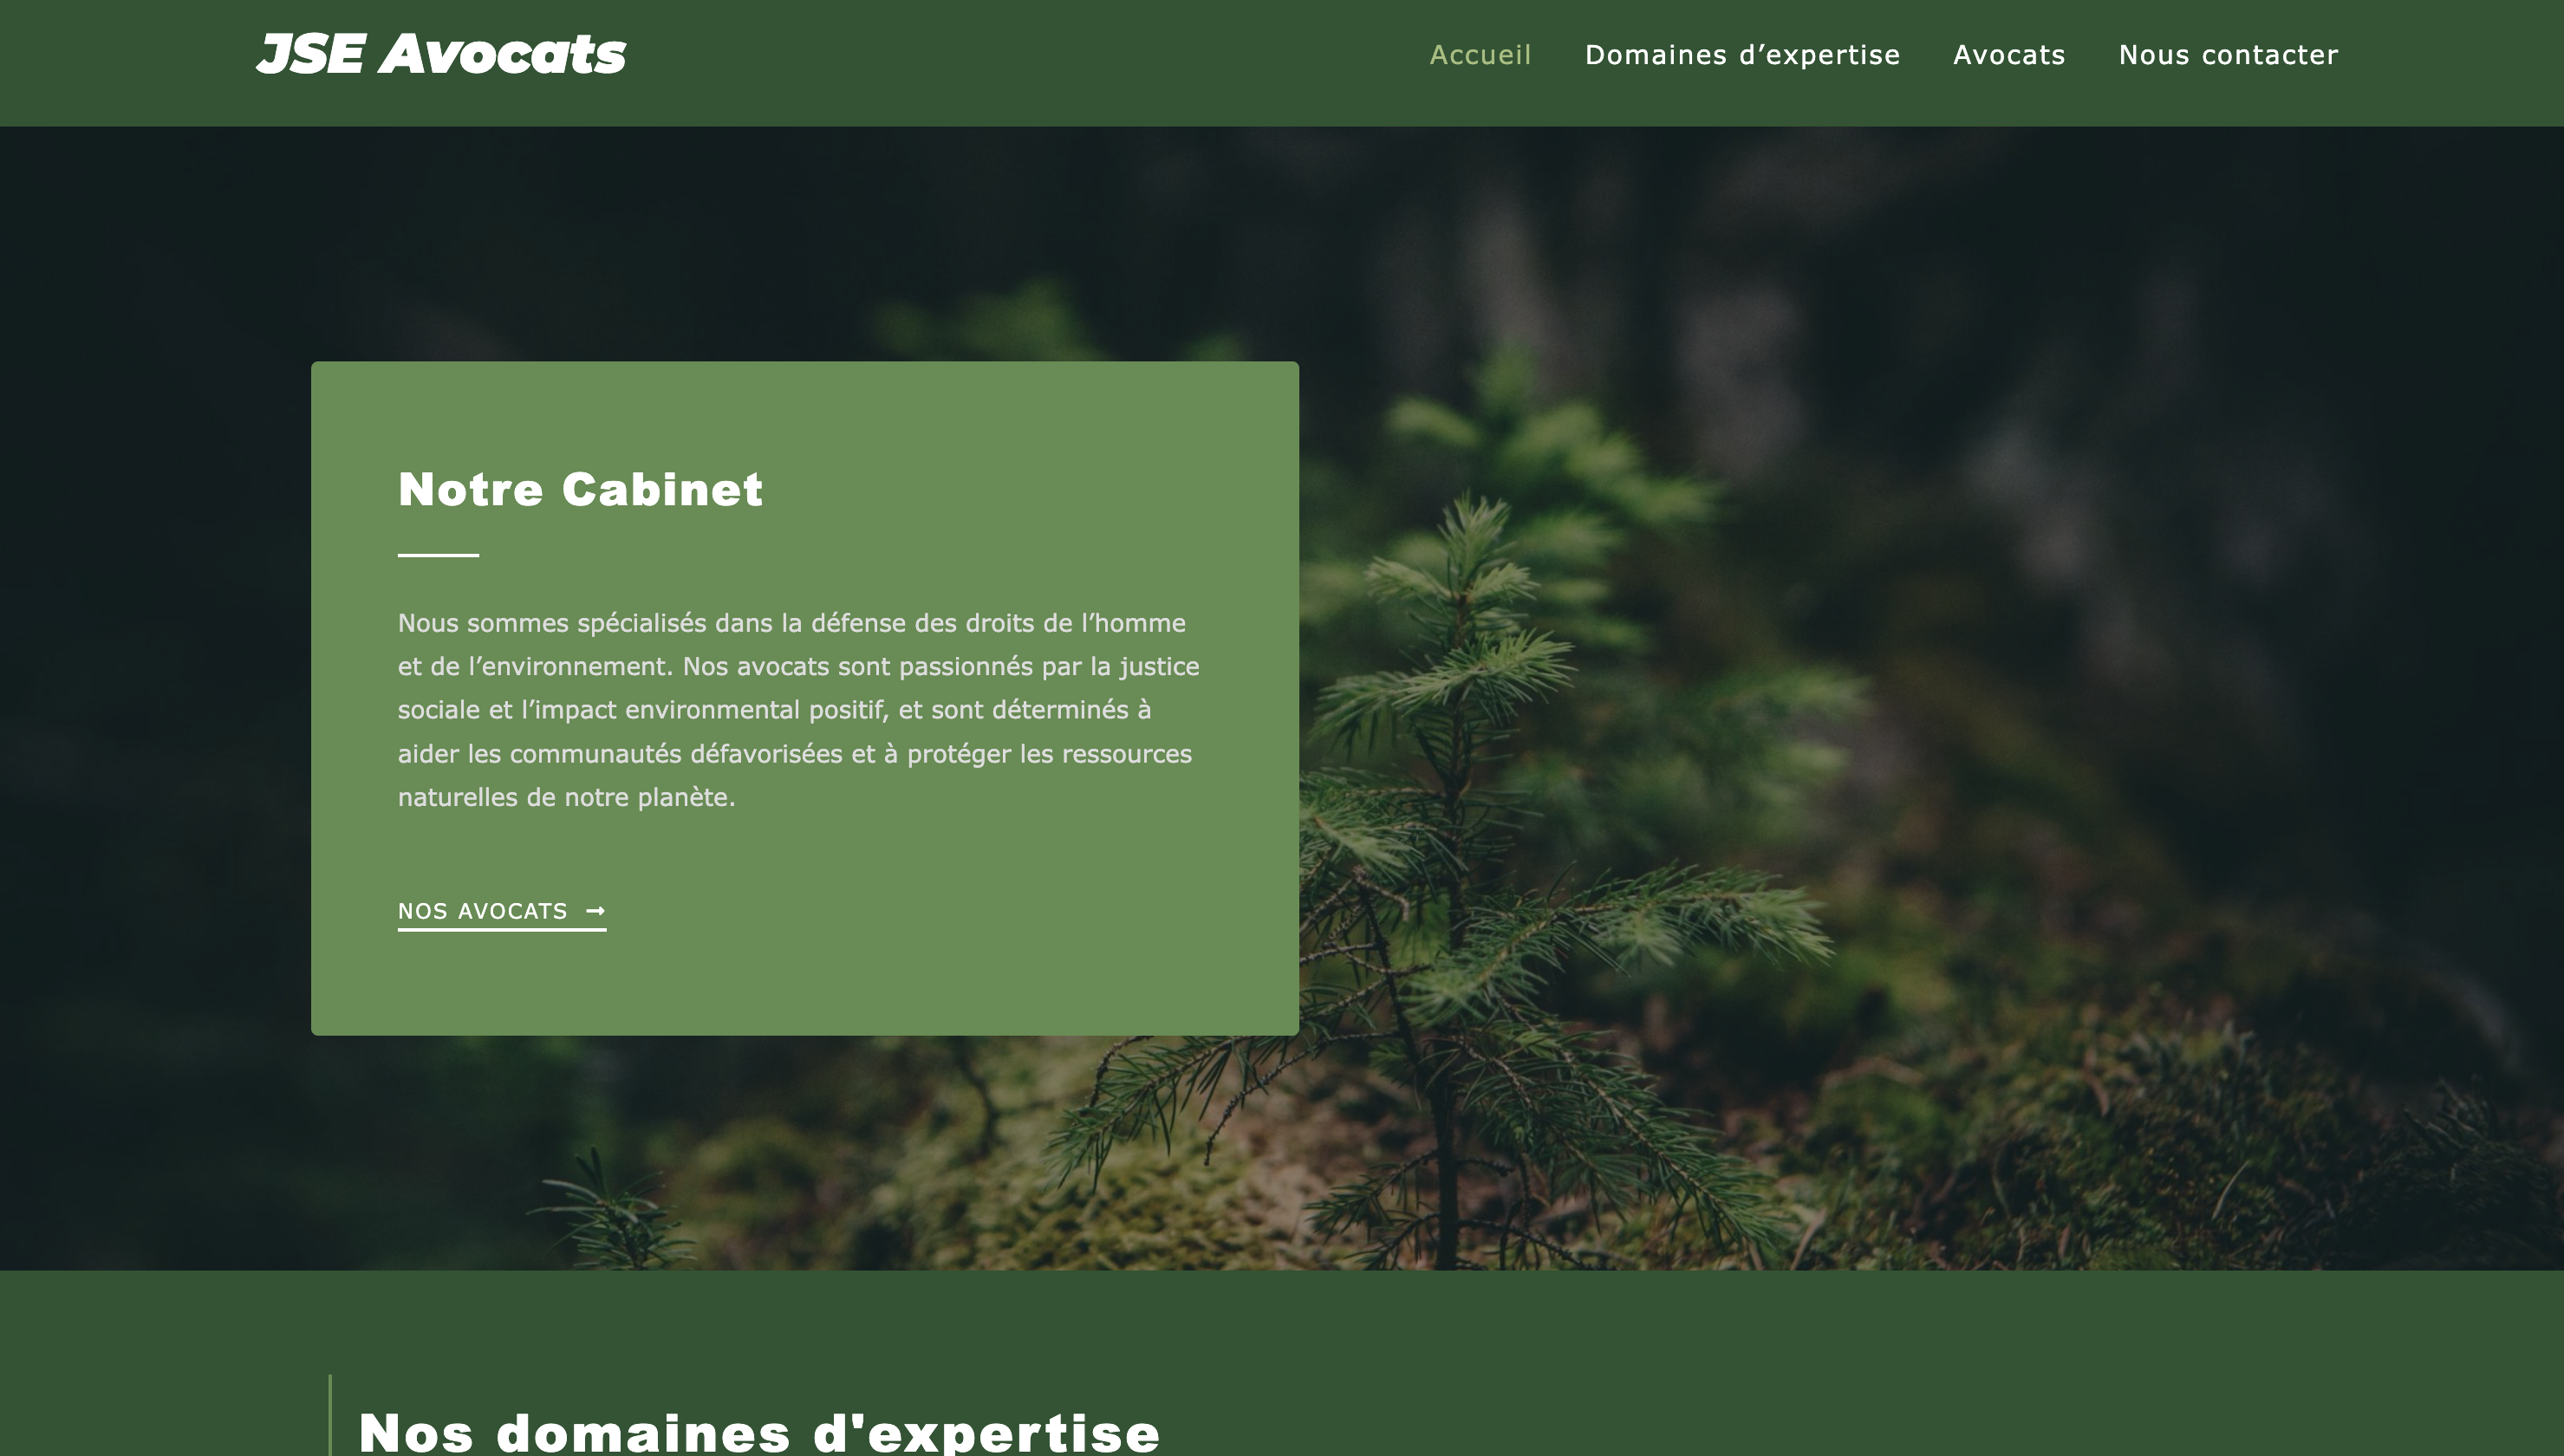 JSE Avocats
Accueil
Domaines d’expertise
Avocats
Nous contacter
Notre Cabinet
Nous sommes spécialisés dans la défense des droits de l’homme
et de l’environnement. Nos avocats sont passionnés par la justice
sociale et l’impact environmental positif, et sont déterminés à
aider les communautés défavorisées et à protéger les ressources
naturelles de notre planète.
NOS AVOCATS
Nos domaines d'expertise